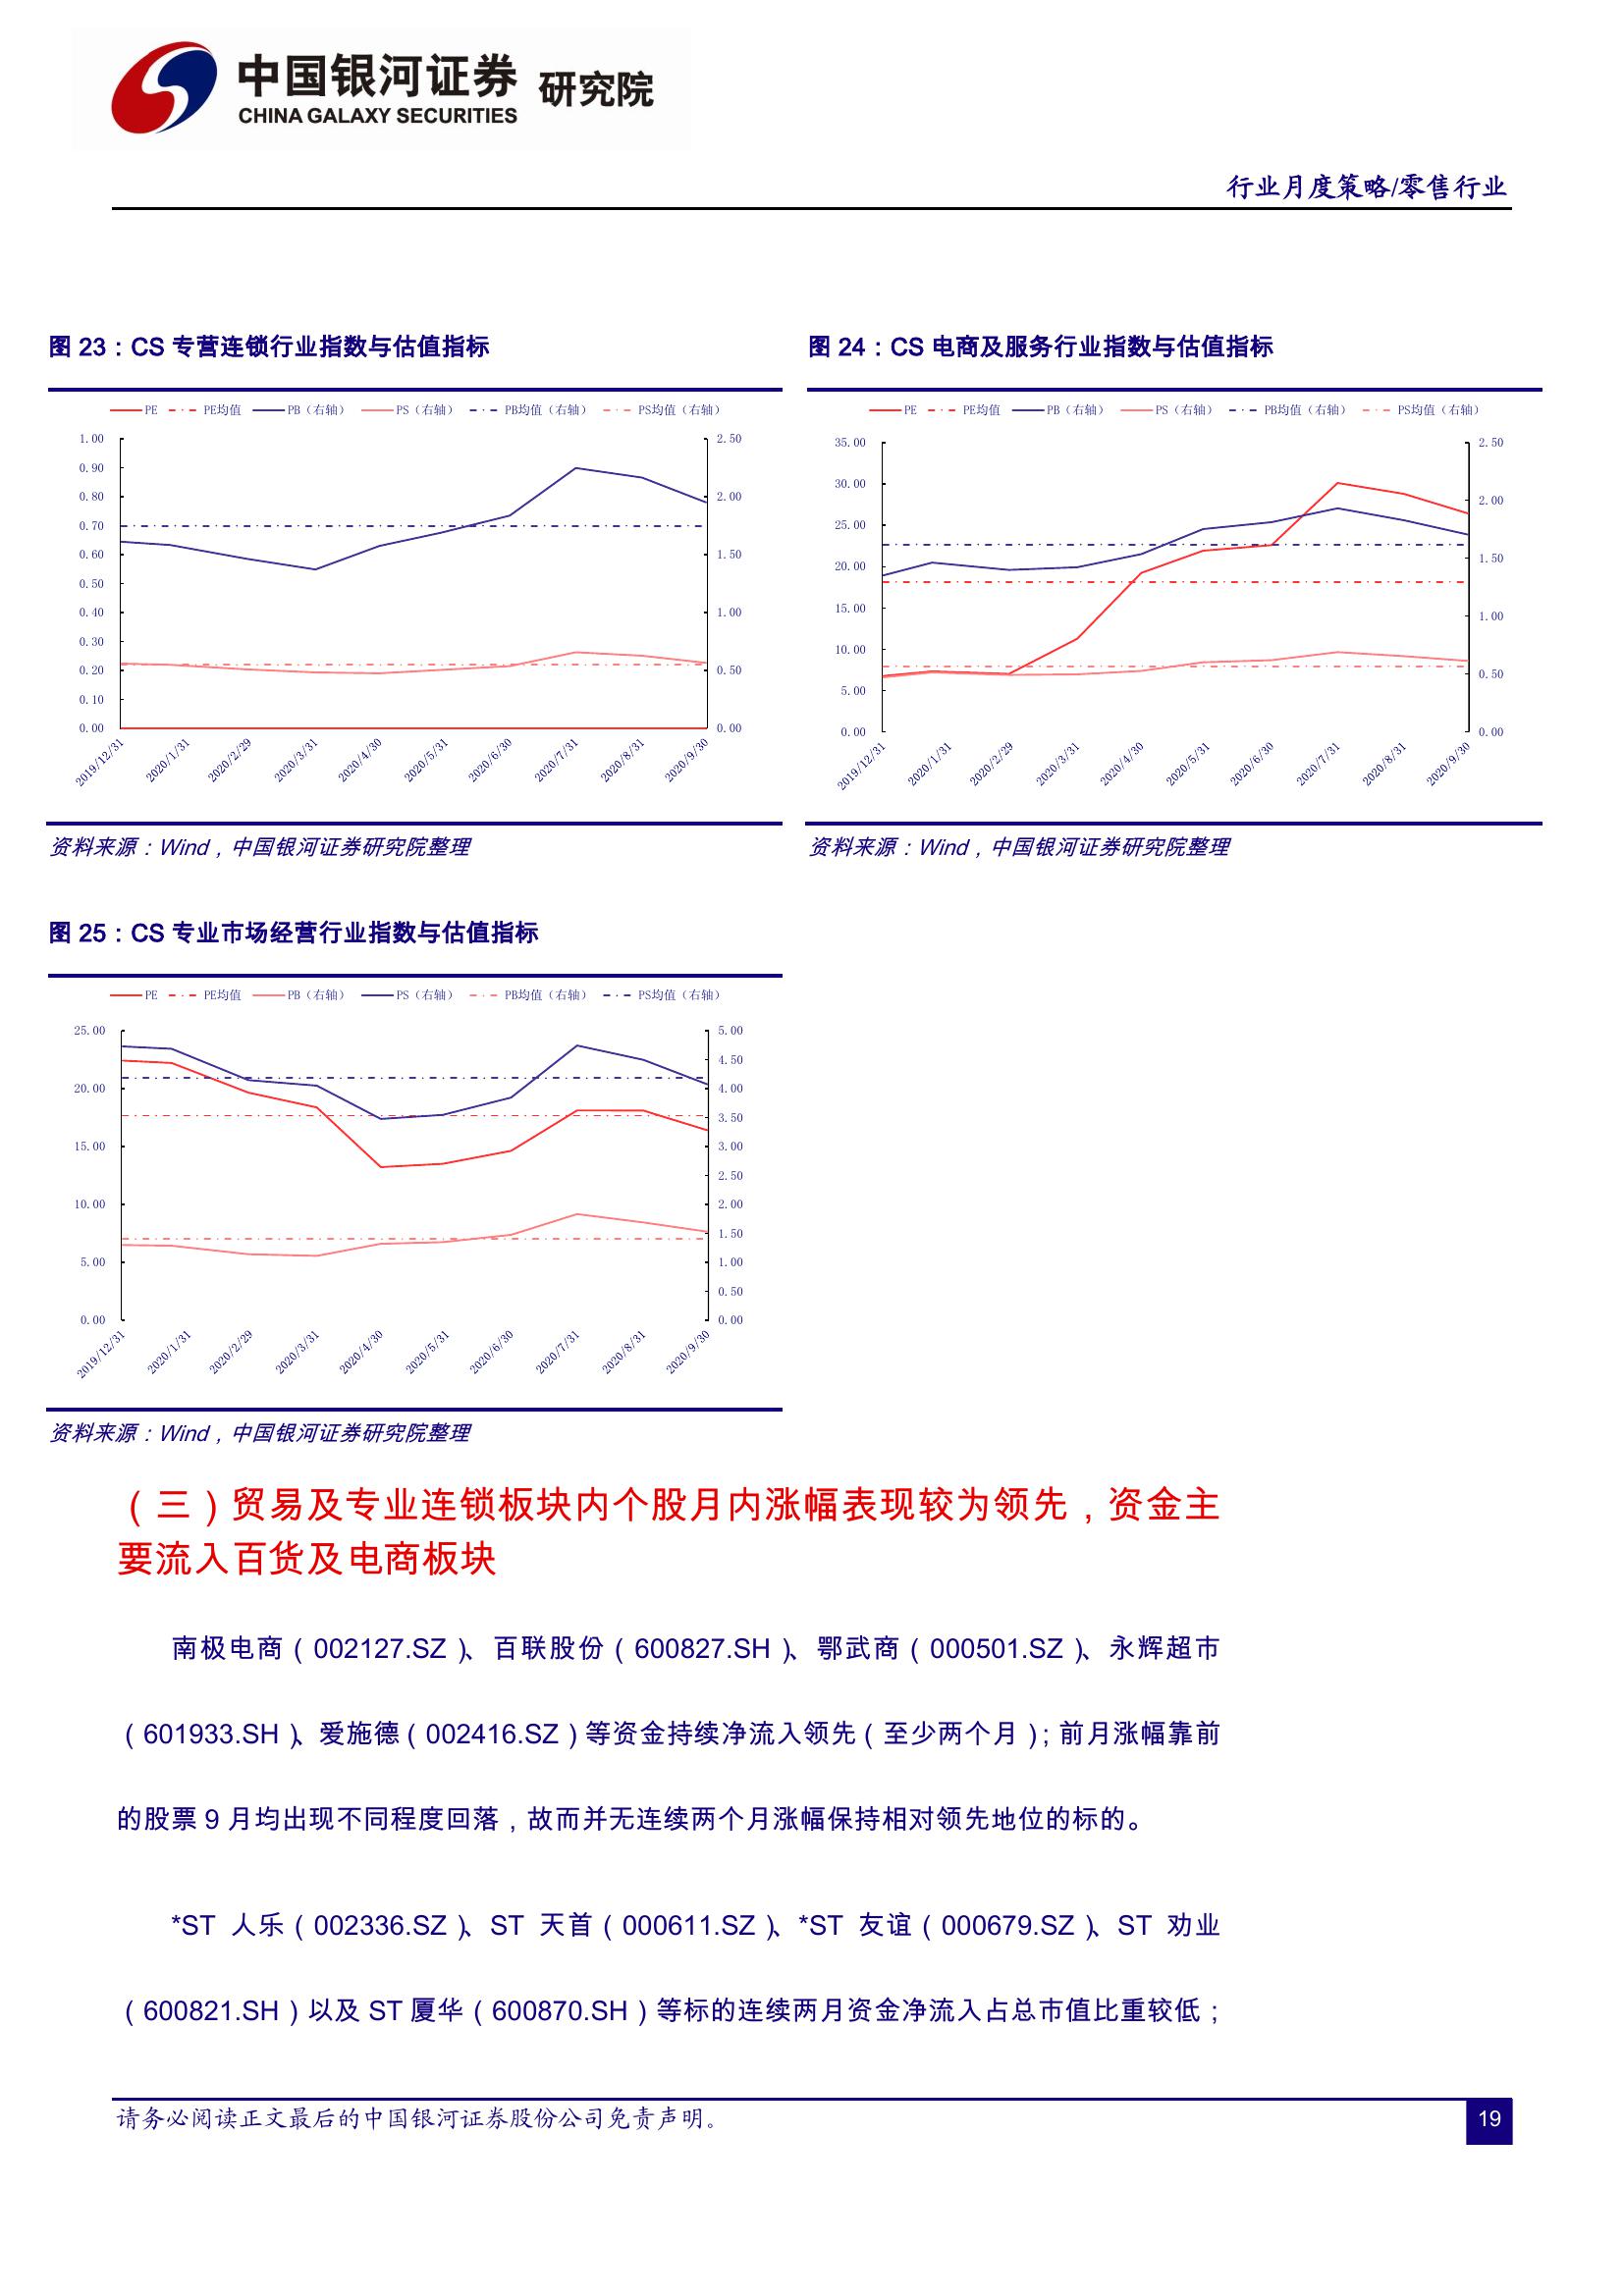 中国银河证券 研究院
CHINA GALAXY SECURITIES
行业月度策略/零售行业
图 23：CS 专营连锁行业指数与估值指标
PE PE均值 PB（右轴） PS（右轴） PB均值（右轴） PS均值（右轴）
1.00
0.90
0.80
0.70
0.60
0.50
0.40
0.30
0.20
0.10
0.00
2.50
2.00
1.50
1.00
0.50
0.00
2019/12/31 2020/1/31 2020/2/29 2020/3/31 2020/4/30 2020/5/31 2020/6/30 2020/7/31 2020/8/31 2020/9/30
资料来源：Wind，中国银河证券研究院整理
图 24：CS 电商及服务行业指数与估值指标
PE PE均值 PB（右轴） PS（右轴） PB均值（右轴） PS均值（右轴）
35.00
30.00
25.00
20.00
15.00
10.00
5.00
0.00
2.50
2.00
1.50
1.00
0.50
0.00
2019/12/31 2020/1/31 2020/2/29 2020/3/31 2020/4/30 2020/5/31 2020/6/30 2020/7/31 2020/8/31 2020/9/30
资料来源：Wind，中国银河证券研究院整理
图 25：CS 专业市场经营行业指数与估值指标
PE PE均值 PB（右轴） PS（右轴） PB均值（右轴） PS均值（右轴）
25.00
20.00
15.00
10.00
5.00
0.00
5.00
4.50
4.00
3.50
3.00
2.50
2.00
1.50
1.00
0.50
0.00
2019/12/31 2020/1/31 2020/2/29 2020/3/31 2020/4/30 2020/5/31 2020/6/30 2020/7/31 2020/8/31 2020/9/30
资料来源：Wind，中国银河证券研究院整理
（三）贸易及专业连锁板块内个股月内涨幅表现较为领先，资金主
要流入百货及电商板块
南极电商（002127.SZ）、百联股份（600827.SH）、鄂武商（000501.SZ）、永辉超市
（601933.SH）、爱施德（002416.SZ）等资金持续净流入领先（至少两个月）；前月涨幅靠前
的股票 9 月均出现不同程度回落，故而并无连续两个月涨幅保持相对领先地位的标的。
*ST 人乐（002336.SZ）、ST 天首（000611.SZ）、*ST 友谊（000679.SZ）、ST 劝业
（600821.SH）以及 ST 厦华（600870.SH）等标的连续两月资金净流入占总市值比重较低；
请务必阅读正文最后的中国银河证券股份公司免责声明。
19